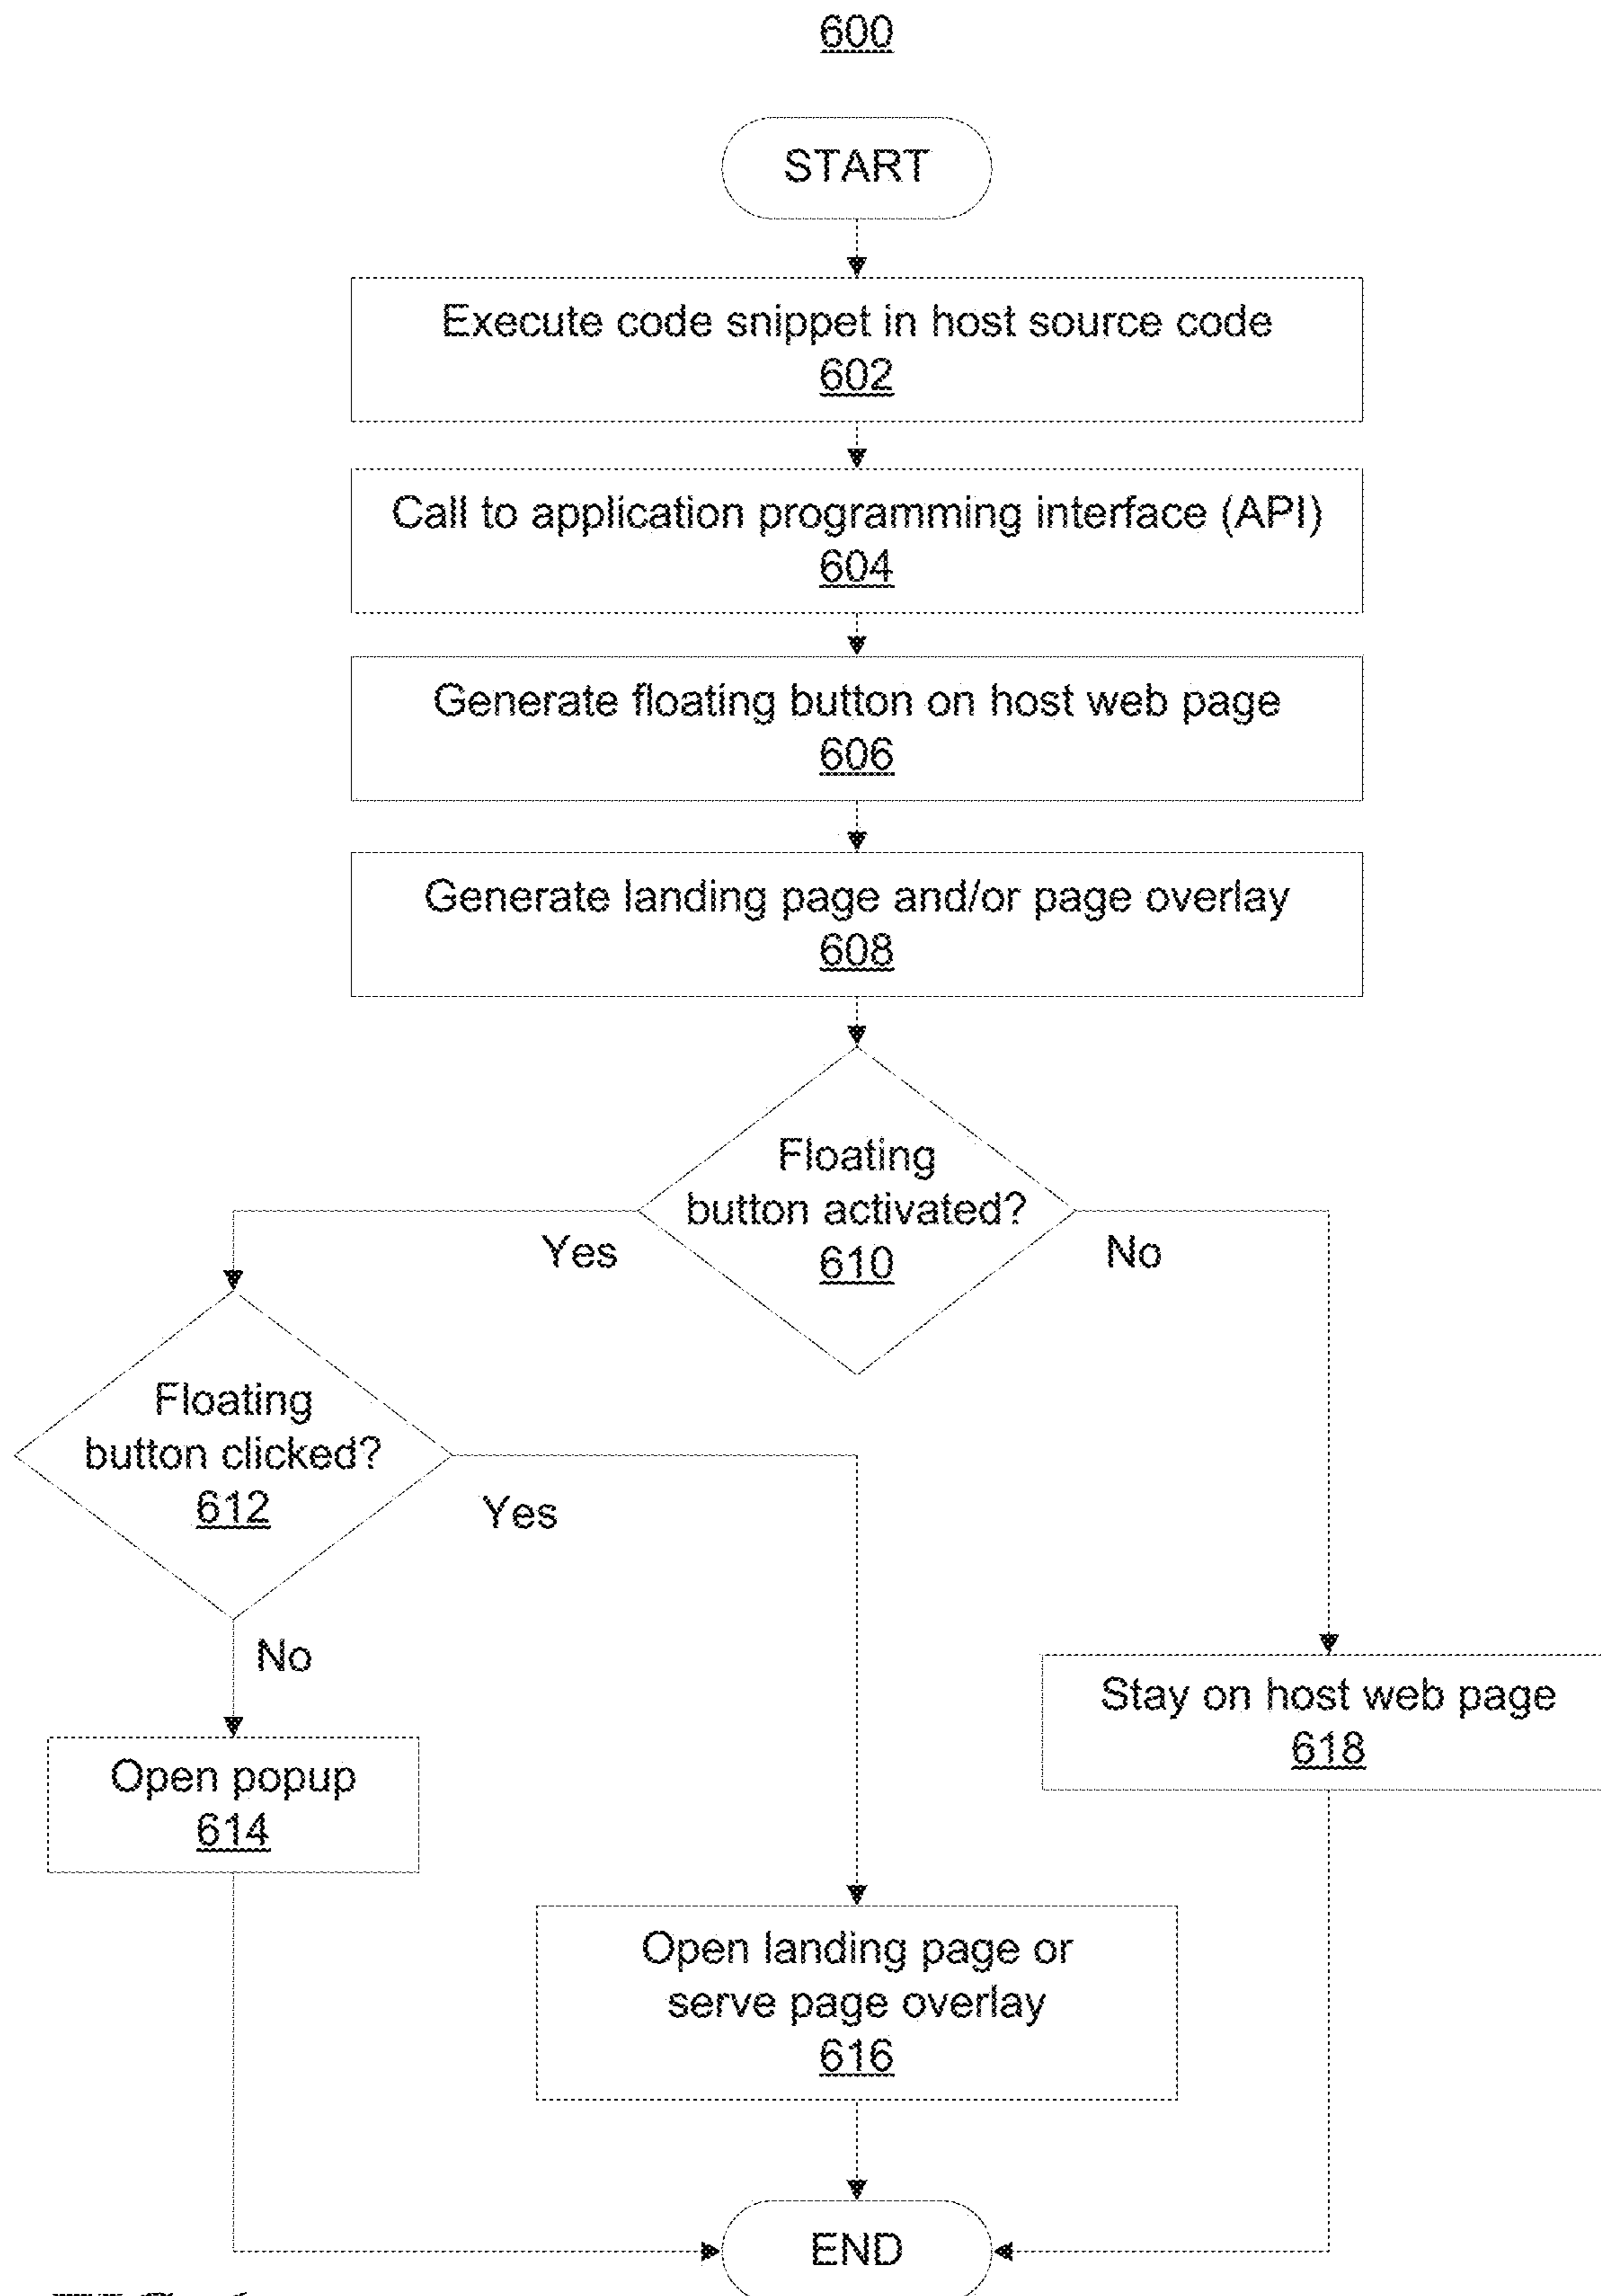 600
START
Execute code snippet in host source code
602
Call to application programming interface (API)
604
Generate floating button on host web page
606
Generate landing page and/or page overlay
608
Floating
button activated?
610
Yes
No
Floating
button clicked?
612
Yes
No
Stay on host web page
618
Open popup
614
Open landing page or
serve page overlay
616
END